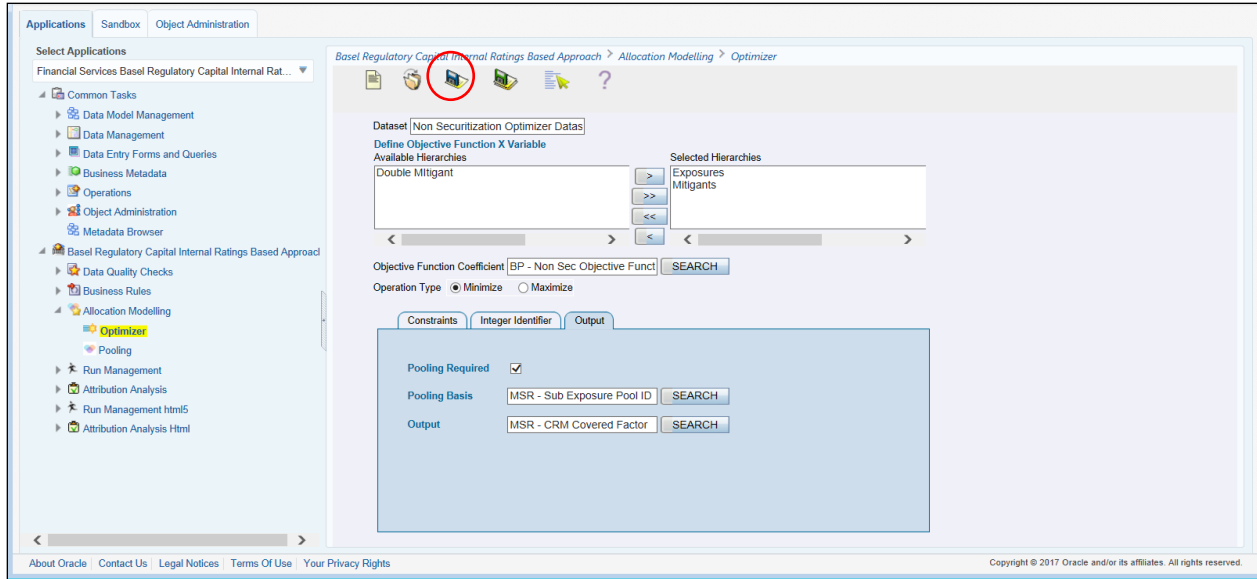 Applications Sandbox Object Administration
Select Applications
Financial Services Basel Regulatory Capital Internal Rat...
Common Tasks
Data Model Management
Data Management
Data Entry Forms and Queries
Business Metadata
Operations
Object Administration
Metadata Browser
Basel Regulatory Capital Internal Ratings Based Approacl
Data Quality Checks
Business Rules
Allocation Modelling
Optimizer
Pooling
Run Management
Attribution Analysis
Run Management html5
Attribution Analysis Html
Basel Regulatory Capital Internal Ratings Based Approach > Allocation Modelling > Optimizer
?
Dataset Non Securitization Optimizer Datas
Define Objective Function X Variable
Available Hierarchies Selected Hierarchies
Double MItigant
>
>>
<<
<
Exposures
Mitigants
Objective Function Coefficient BP - Non Sec Objective Funct SEARCH
Operation Type Minimize Maximize
Constraints Integer Identifier Output
Pooling Required
Pooling Basis MSR - Sub Exposure Pool ID SEARCH
Output MSR - CRM Covered Factor SEARCH
About Oracle Contact Us Legal Notices Terms Of Use Your Privacy Rights
Copyright © 2017 Oracle and/or its affiliates. All rights reserved.